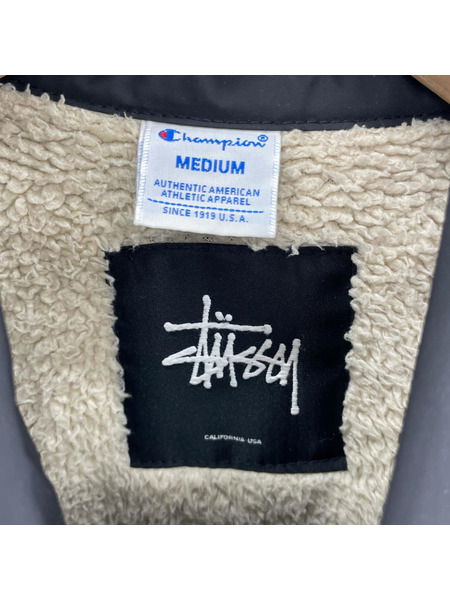 Champion®
MEDIUM
AUTHENTIC AMERICAN
ATHLETIC APPAREL
SINCE 1919 U.S.A.
Stüssy
CALIFORNIA USA